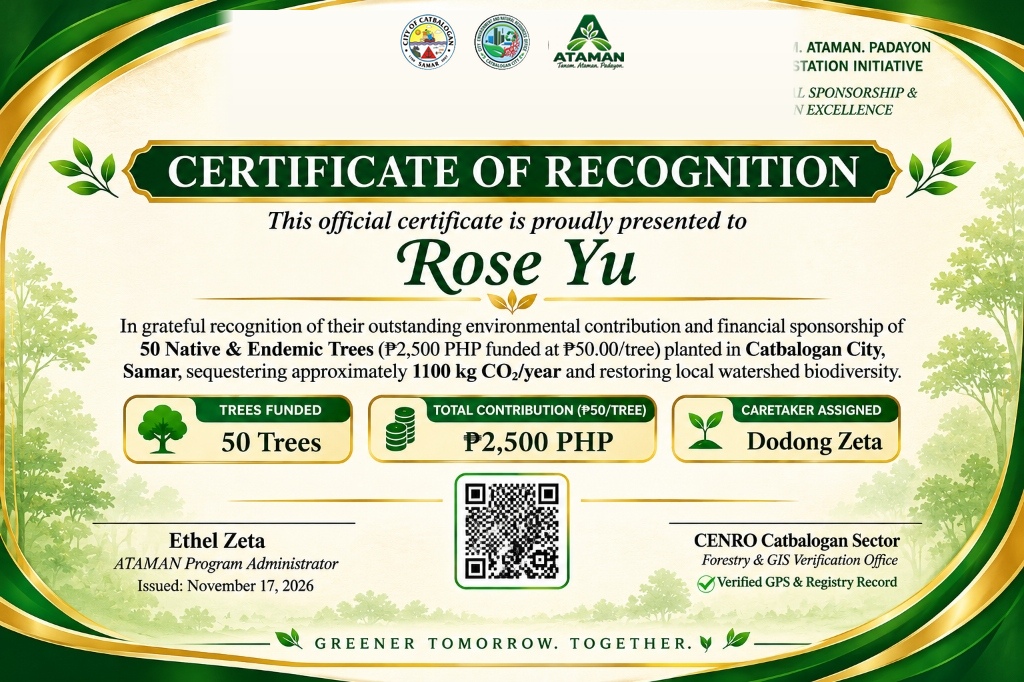 CITY OF CATBALOGAN
SAMAR
ATAMAN
Tanom. Ataman. Padayon.
. ATAMAN. PADAYON
STATION INITIATIVE
L SPONSORSHIP &
N EXCELLENCE
CERTIFICATE OF RECOGNITION
This official certificate is proudly presented to
Rose Yu
In grateful recognition of their outstanding environmental contribution and financial sponsorship of
50 Native & Endemic Trees (₱2,500 PHP funded at ₱50.00/tree) planted in Catbalogan City,
Samar, sequestering approximately 1100 kg CO₂/year and restoring local watershed biodiversity.
TREES FUNDED
50 Trees
TOTAL CONTRIBUTION (₱50/TREE)
₱2,500 PHP
CARETAKER ASSIGNED
Dodong Zeta
Ethel Zeta
ATAMAN Program Administrator
Issued: November 17, 2026
CENRO Catbalogan Sector
Forestry & GIS Verification Office
Verified GPS & Registry Record
GREENER TOMORROW. TOGETHER.